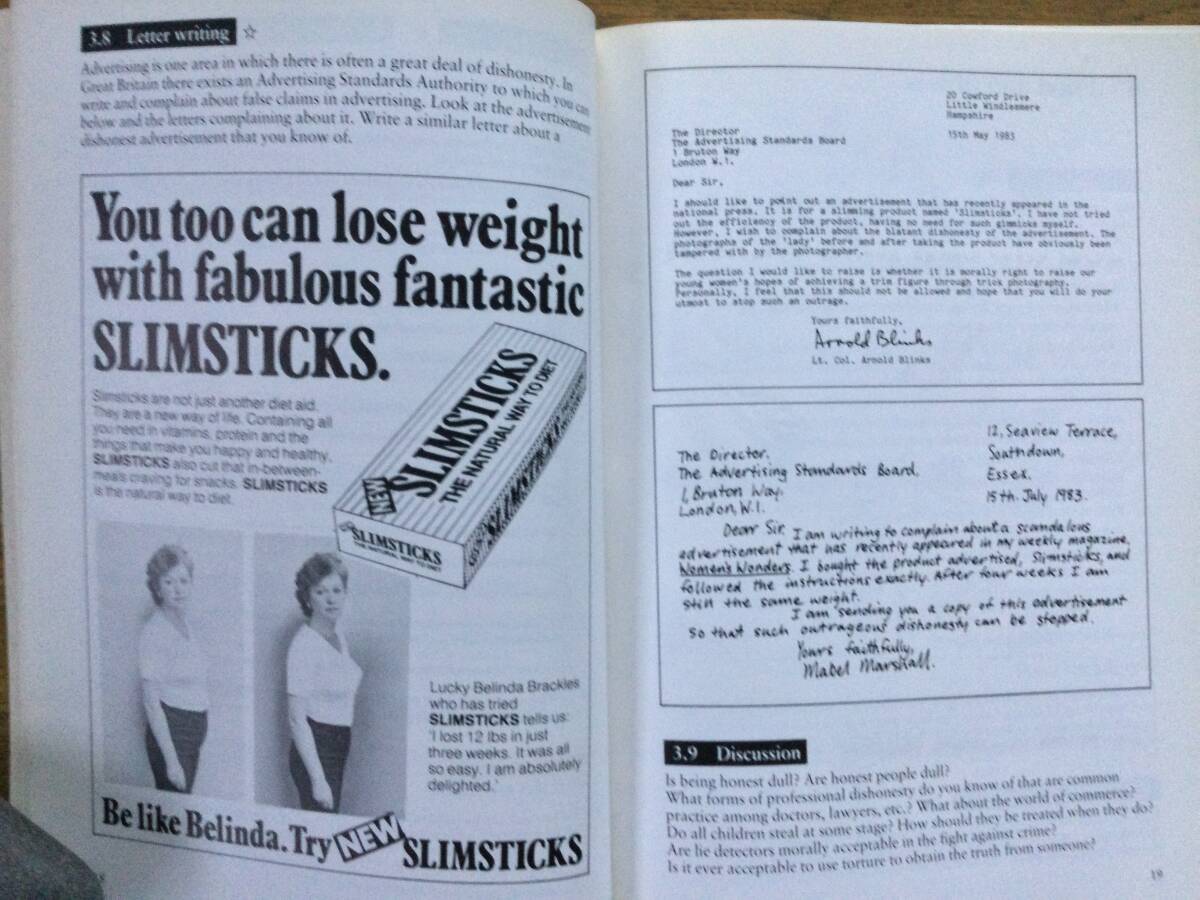 3.8 Letter writing ☆
Advertising is one area in which there is often a great deal of dishonesty. In
Great Britain there exists an Advertising Standards Authority to which you can
write and complain about false claims in advertising. Look at the advertisement
below and the letters complaining about it. Write a similar letter about a
dishonest advertisement that you know of.
You too can lose weight
with fabulous fantastic
SLIMSTICKS.
Slimsticks are not just another diet aid.
They are a new way of life. Containing all
you need in vitamins, protein and the
things that make you happy and healthy.
SLIMSTICKS also cut that in-between-
meals craving for snacks. SLIMSTICKS
is the natural way to diet.
NEW
SLIMSTICKS
THE NATURAL WAY TO DIET
SLIMSTICKS
SLIMSTICKS
THE NATURAL WAY TO DIET
Lucky Belinda Brackles
who has tried
SLIMSTICKS tells us:
'I lost 12 lbs in just
three weeks. It was all
so easy. I am absolutely
delighted.'
Be like Belinda. Try NEW SLIMSTICKS
20 Cowford Drive
Little Windlesmere
Hampshire
15th May 1983
The Director
The Advertising Standards Board
1 Bruton Way
London W.1.
Dear Sir,
I should like to point out an advertisement that has recently appeared in the
national press. It is for a slimming product named 'Slimsticks'. I have not tried
out the efficiency of the product, having no need for such gimmicks myself.
However, I wish to complain about the blatant dishonesty of the advertisement. The
photographs of the 'lady' before and after taking the product have obviously been
tampered with by the photographer.
The question I would like to raise is whether it is morally right to raise our
young women's hopes of achieving a trim figure through trick photography.
Personally, I feel that this should not be allowed and hope that you will do your
utmost to stop such an outrage.
Yours faithfully,
Arnold Blinks
Lt. Col. Arnold Blinks
12, Seaview Terrace,
Southdown,
Essex.
15th. July 1983.
The Director.
The Advertising Standards Board,
1, Bruton Way.
London, W.1.
Dear Sir, I am writing to complain about a scandalous
advertisement that has recently appeared in my weekly magazine,
Women's Wonders. I bought the product advertised, Slimsticks, and
followed the instructions exactly. After four weeks I am
still the same weight.
I am sending you a copy of this advertisement
so that such outrageous dishonesty can be stopped.
Yours faithfully,
Mabel Marshall.
3.9 Discussion
Is being honest dull? Are honest people dull?
What forms of professional dishonesty do you know of that are common
practice among doctors, lawyers, etc.? What about the world of commerce?
Do all children steal at some stage? How should they be treated when they do?
Are lie detectors morally acceptable in the fight against crime?
Is it ever acceptable to use torture to obtain the truth from someone?
19